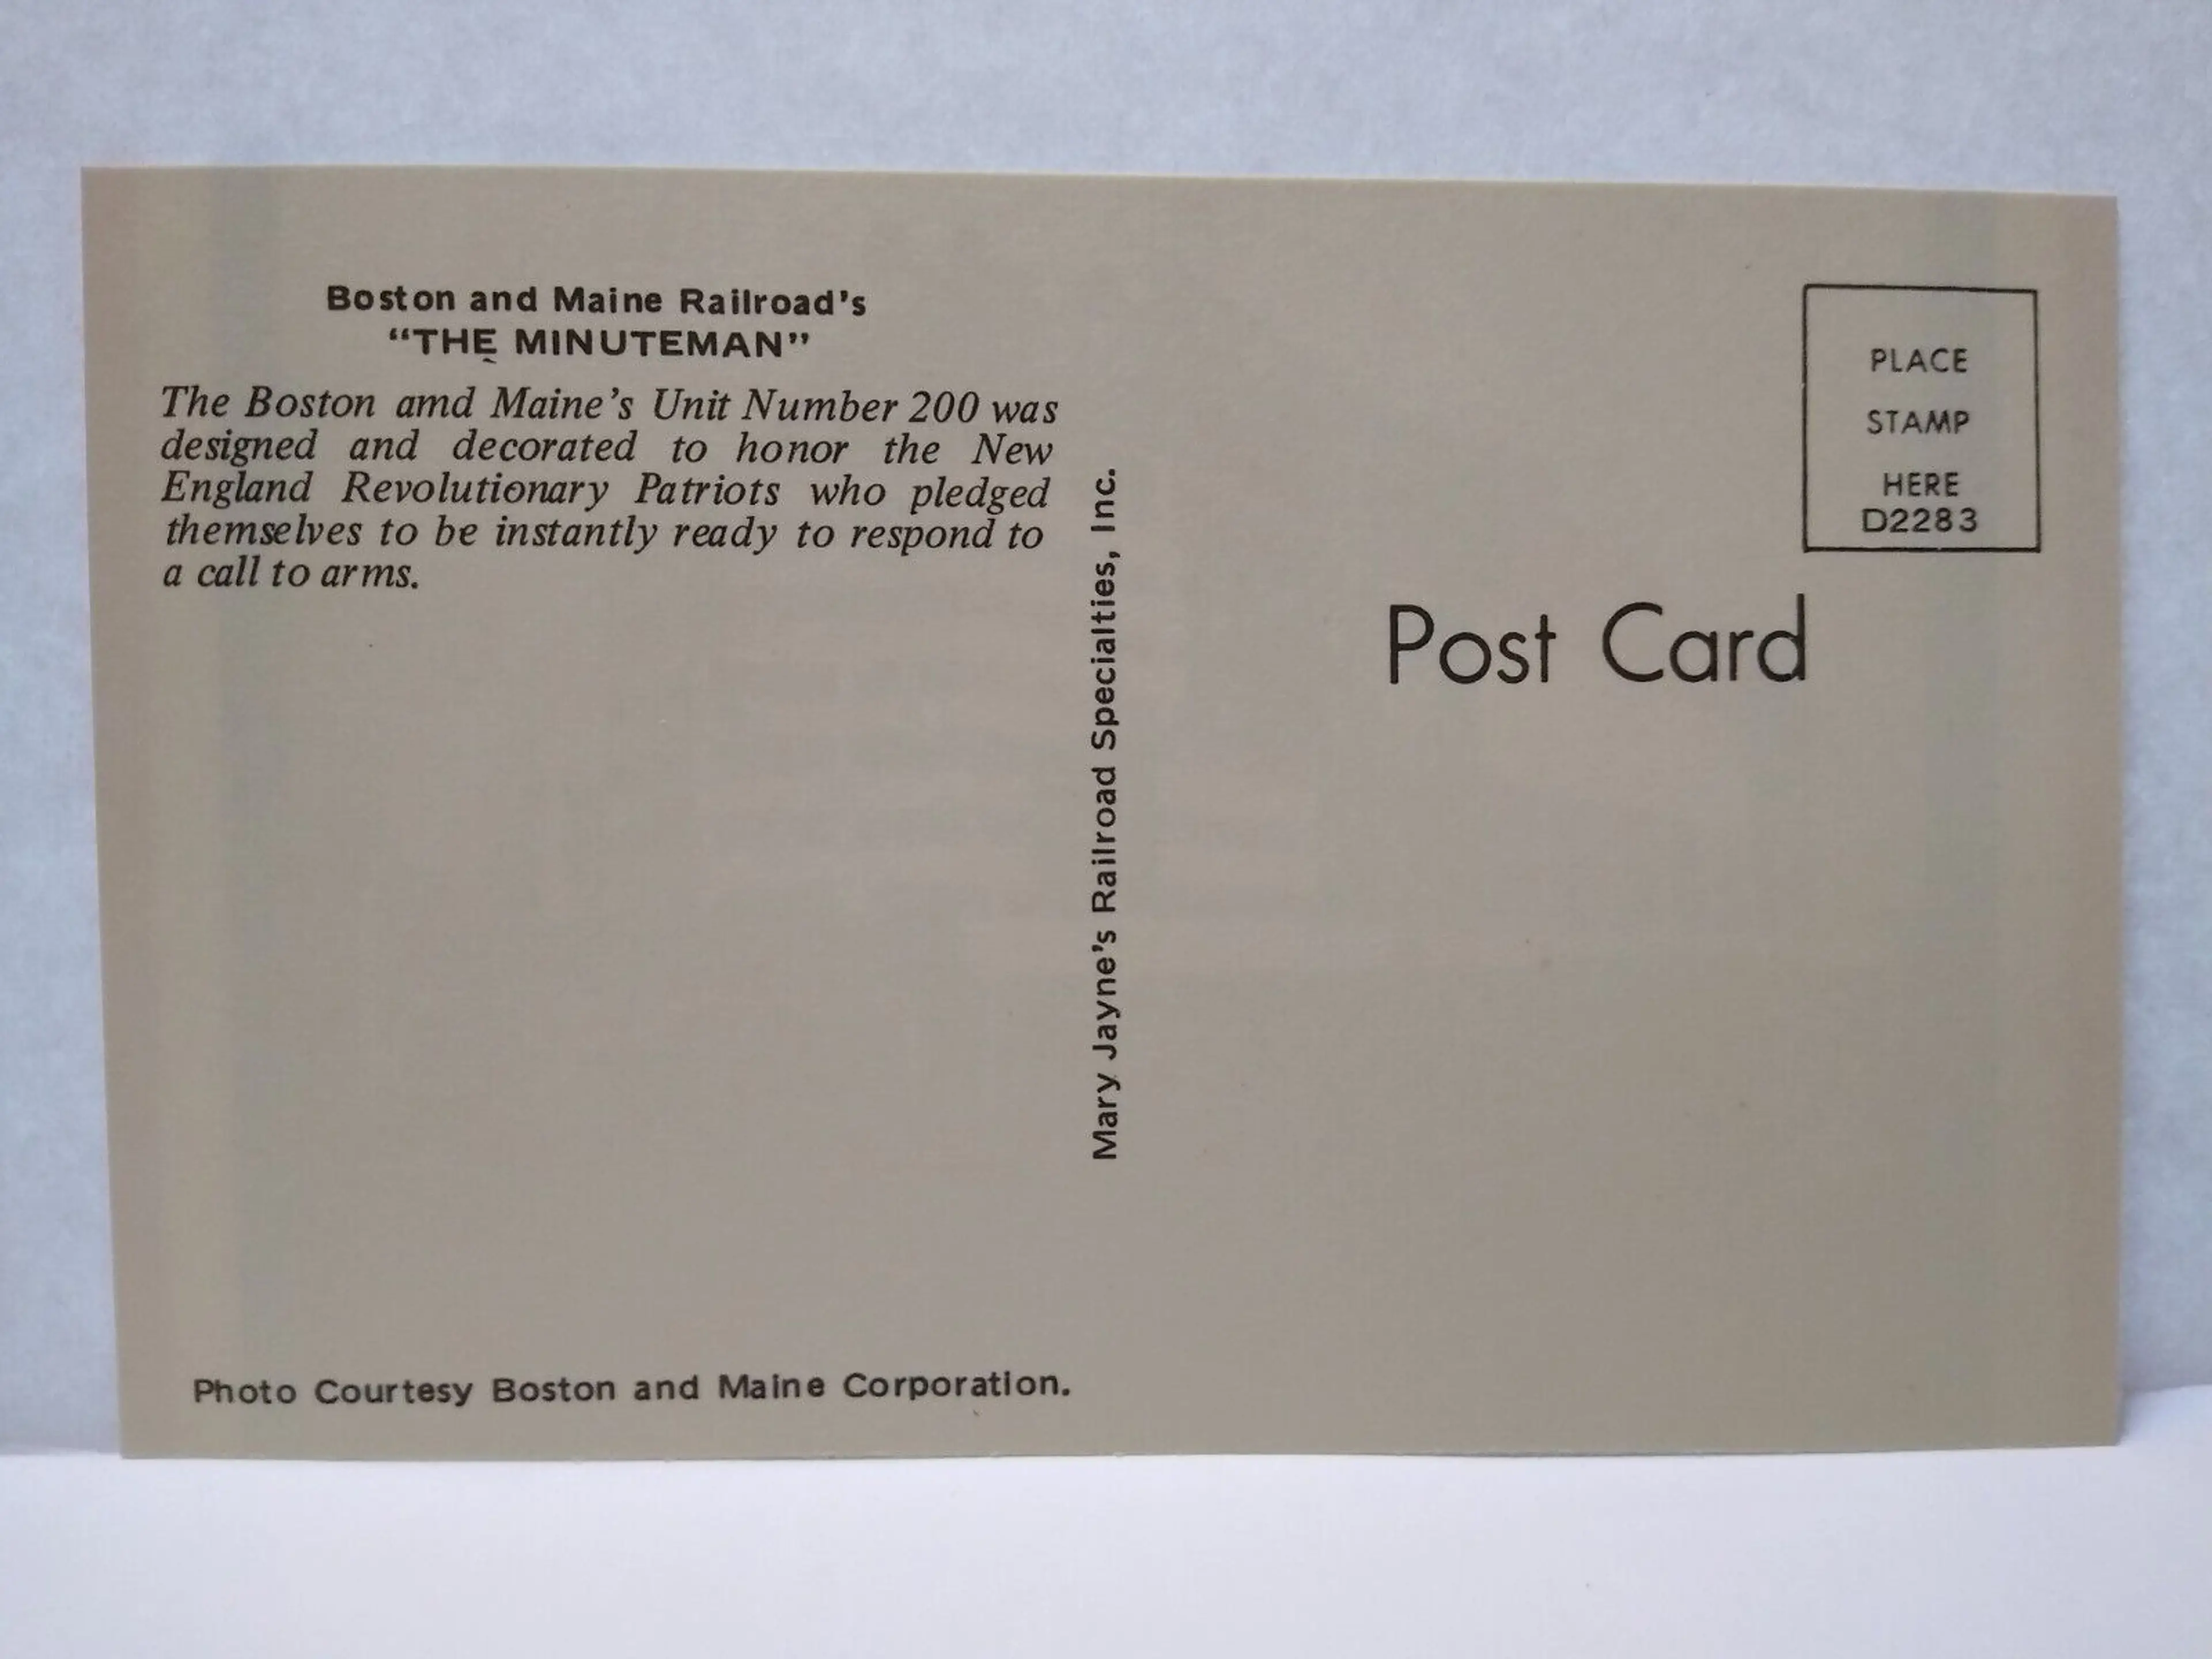 Boston and Maine Railroad's
“THE MINUTEMAN”
The Boston amd Maine’s Unit Number 200 was
designed and decorated to honor the New
England Revolutionary Patriots who pledged
themselves to be instantly ready to respond to
a call to arms.
Photo Courtesy Boston and Maine Corporation.
Mary Jayne's Railroad Specialties, Inc.
PLACE
STAMP
HERE
D2283
Post Card